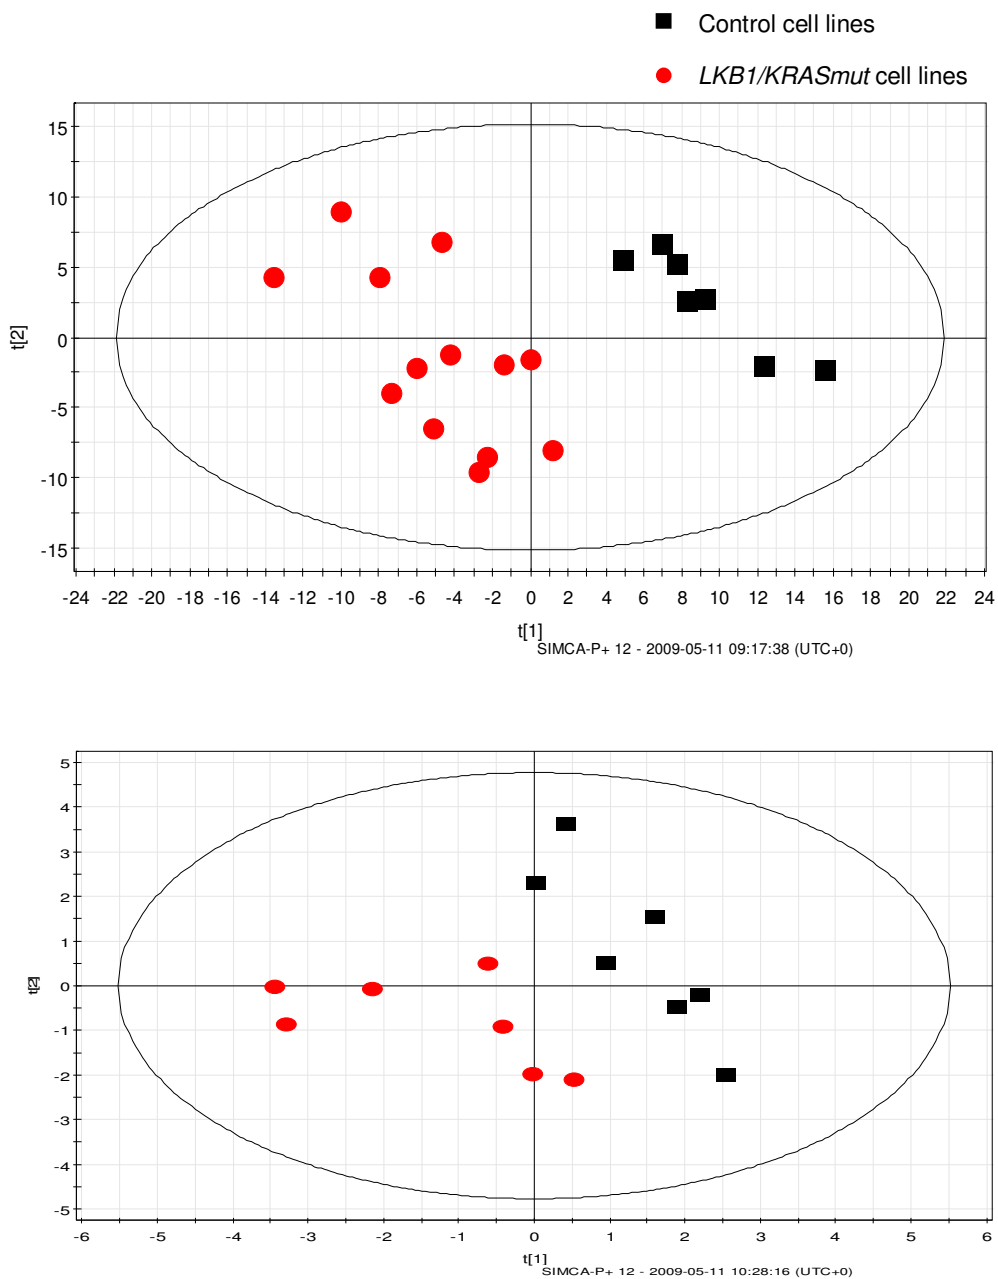 Control cell lines
LKB1/KRASmut cell lines
15
10
5
0
-5
-10
-15
t[2]
-24 -22 -20 -18 -16 -14 -12 -10 -8 -6 -4 -2 0 2 4 6 8 10 12 14 16 18 20 22 24
t[1]
SIMCA-P+ 12 - 2009-05-11 09:17:38 (UTC+0)
5
4
3
2
1
0
-1
-2
-3
-4
-5
t[2]
-6 -5 -4 -3 -2 -1 0 1 2 3 4 5 6
t[1]
SIMCA-P+ 12 - 2009-05-11 10:28:16 (UTC+0)